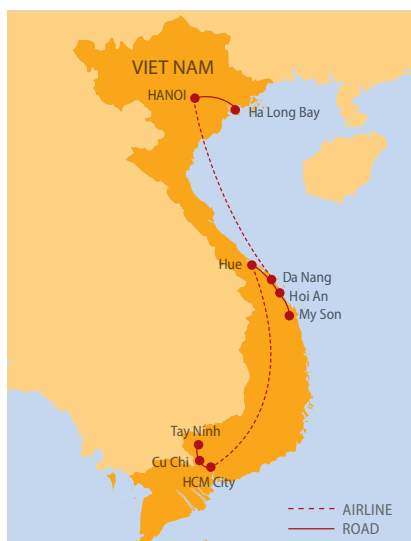 VIET NAM
HANOI
Ha Long Bay
Hue
Da Nang
Hoi An
My Son
Tay Ninh
Cu Chi
HCM City
AIRLINE
ROAD